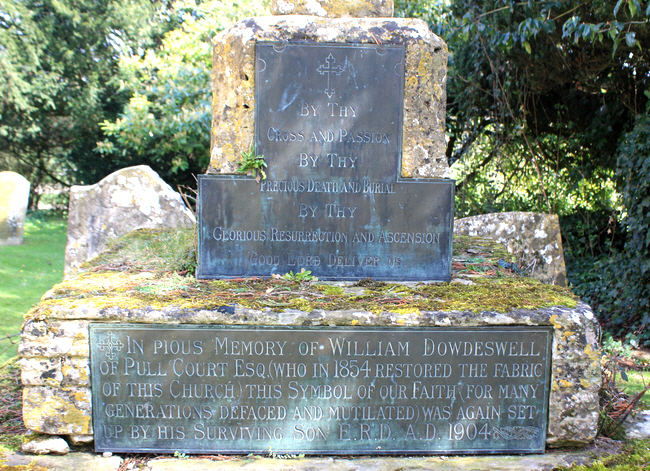 By Thy
Cross and Passion
By Thy
Precious Death and Burial
By Thy
Glorious Resurrection and Ascension
Good Lord Deliver us
In pious Memory of William Dowdeswell
of Pull Court Esq. (who in 1854 restored the fabric
of this Church) this Symbol of our Faith (for many
generations defaced and mutilated) was again set
up by his Surviving Son E.R.D. A.D. 1904